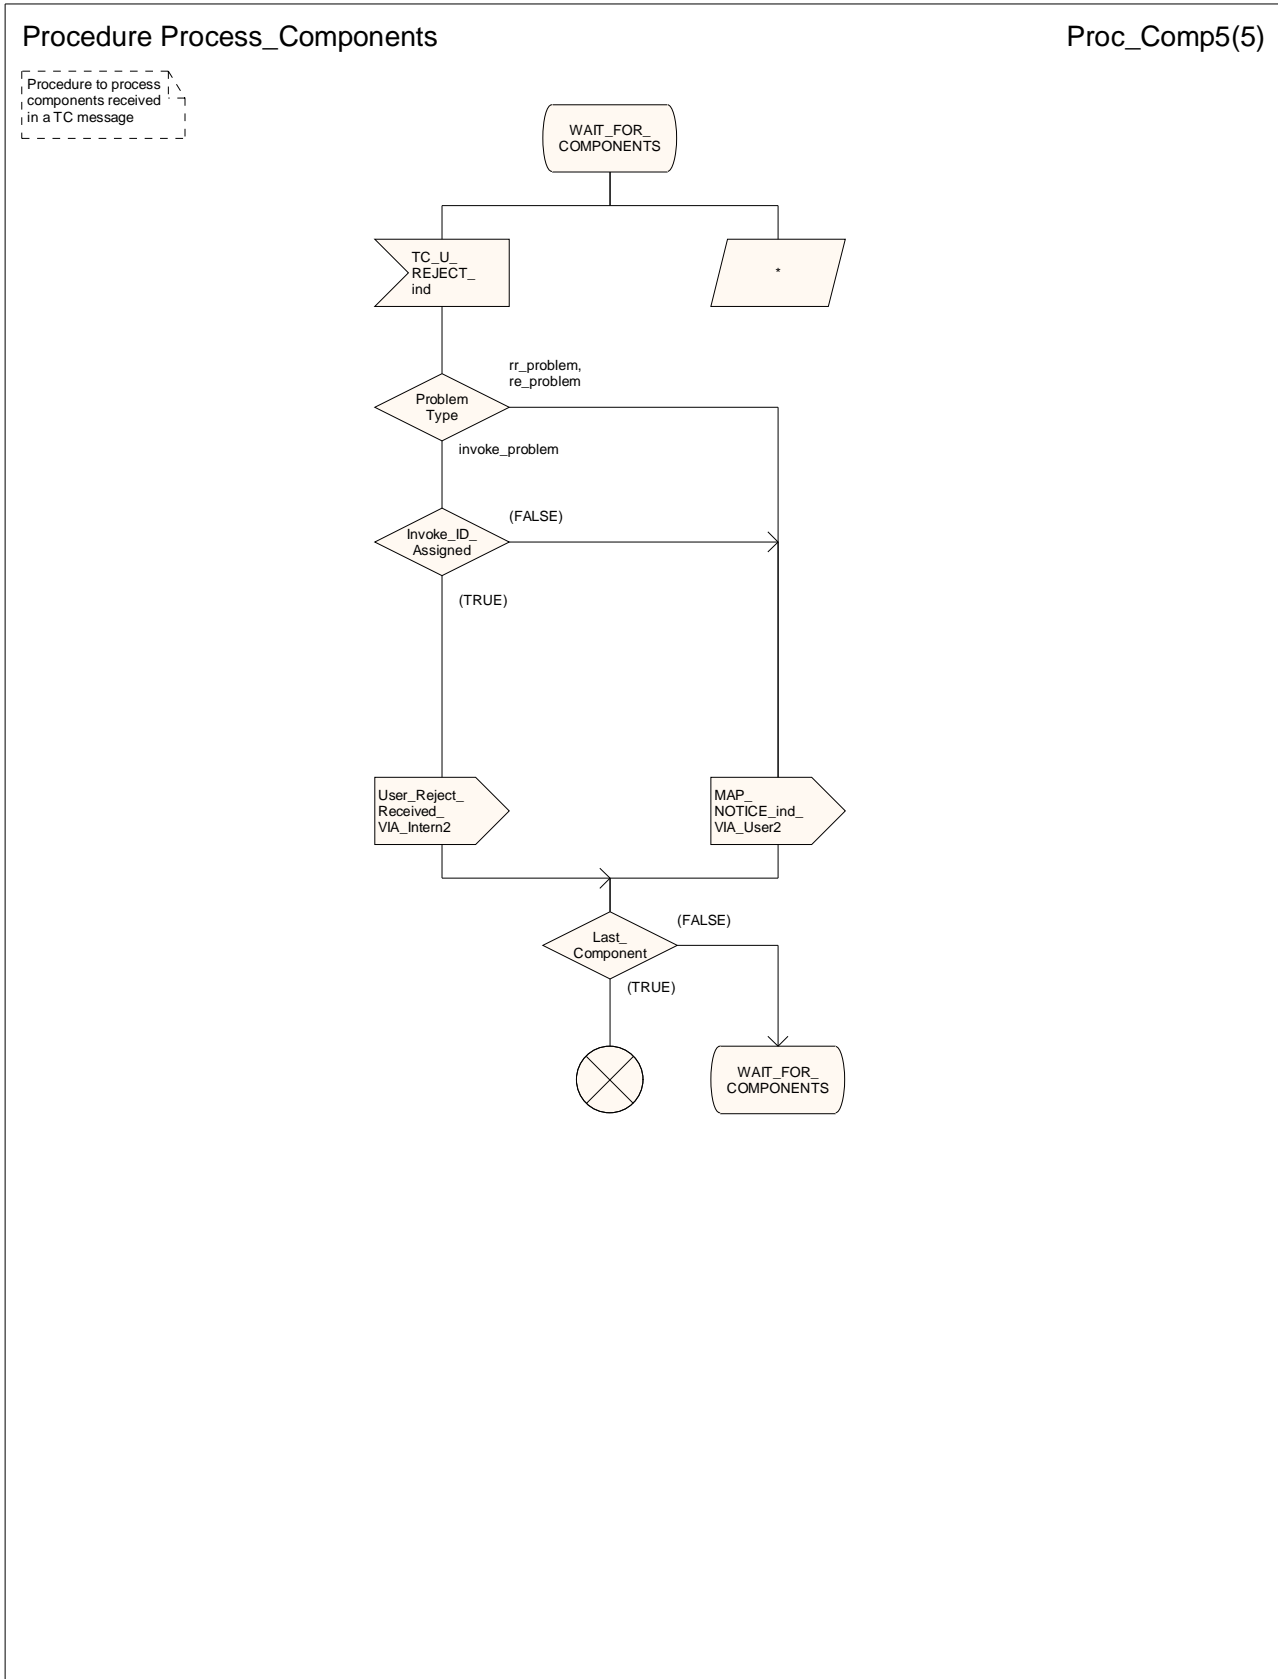 Procedure Process_Components
Proc_Comp5(5)
Procedure to process
components received
in a TC message
WAIT_FOR_
COMPONENTS
TC_U_
REJECT_
ind
*
rr_problem,
re_problem
Problem
Type
invoke_problem
(FALSE)
Invoke_ID_
Assigned
(TRUE)
User_Reject_
Received_
VIA_Intern2
MAP_
NOTICE_ind_
VIA_User2
(FALSE)
Last_
Component
(TRUE)
WAIT_FOR_
COMPONENTS